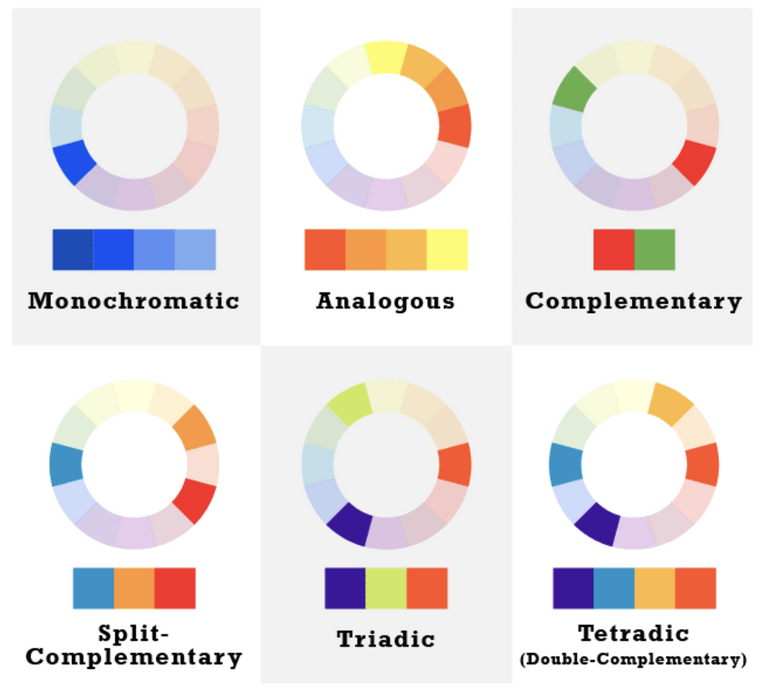 Monochromatic
Analogous
Complementary
Split-
Complementary
Triadic
Tetradic
(Double-Complementary)